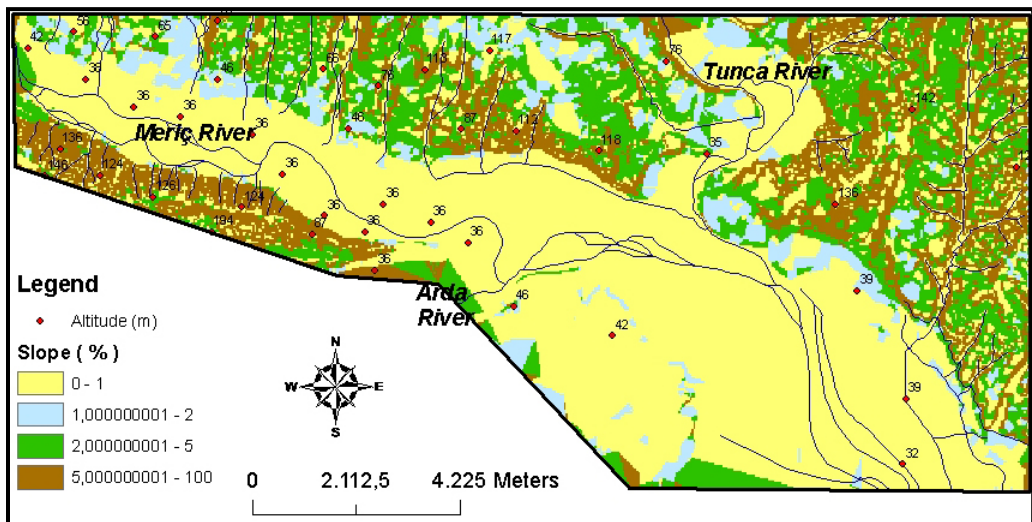 56
65
42
117
66
76
38
46
76
113
Tunca River
142
36
36
46
87
112
Meriç River
36
118
35
136
146
124
36
136
126
124
36
36
194
87
36
36
36
36
39
Legend
Arda
River
46
Altitude (m)
42
Slope ( % )
N
0 - 1
W
E
39
1,000000001 - 2
S
2,000000001 - 5
32
5,000000001 - 100
0
2.112,5
4.225 Meters